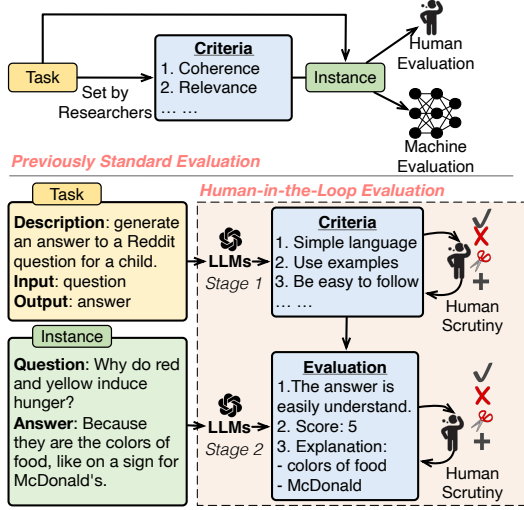 Task
Set by
Researchers
Criteria
1. Coherence
2. Relevance
... ...
Instance
Human
Evaluation
Machine
Evaluation
Previously Standard Evaluation
Human-in-the-Loop Evaluation
Task
Description: generate
an answer to a Reddit
question for a child.
Input: question
Output: answer
LLMs
Stage 1
Criteria
1. Simple language
2. Use examples
3. Be easy to follow
... ...
Human
Scrutiny
Instance
Question: Why do red
and yellow induce
hunger?
Answer: Because
they are the colors of
food, like on a sign for
McDonald's.
LLMs
Stage 2
Evaluation
1.The answer is
easily understand.
2. Score: 5
3. Explanation:
- colors of food
- McDonald
Human
Scrutiny